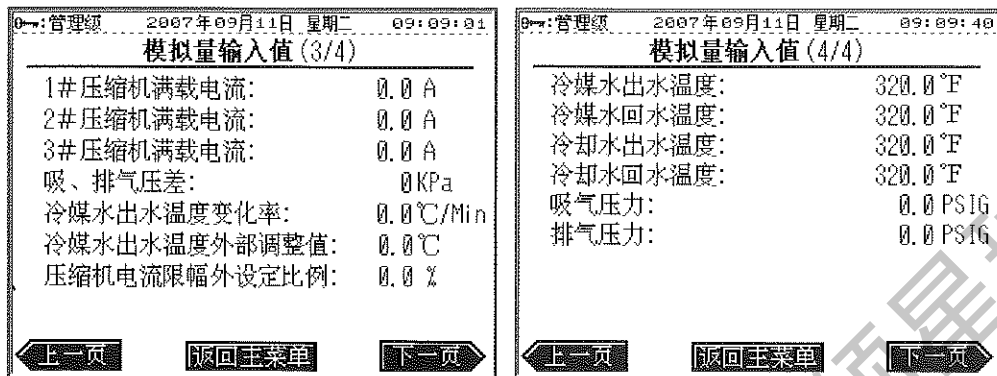 :管理级 2007年09月11日 星期二 09:09:01
模拟量输入值(3/4)
1#压缩机满载电流: 0.0 A
2#压缩机满载电流: 0.0 A
3#压缩机满载电流: 0.0 A
吸、排气压差: 0KPa
冷媒水出水温度变化率: 0.0℃/Min
冷媒水出水温度外部调整值: 0.0℃
压缩机电流限幅外设定比例: 0.0 %
上一页 返回主菜单 下一页
:管理级 2007年09月11日 星期二 09:09:40
模拟量输入值(4/4)
冷媒水出水温度: 320.0℉
冷媒水回水温度: 320.0℉
冷却水出水温度: 320.0℉
冷却水回水温度: 320.0℉
吸气压力: 0.0 PSIG
排气压力: 0.0 PSIG
上一页 返回主菜单 下一页